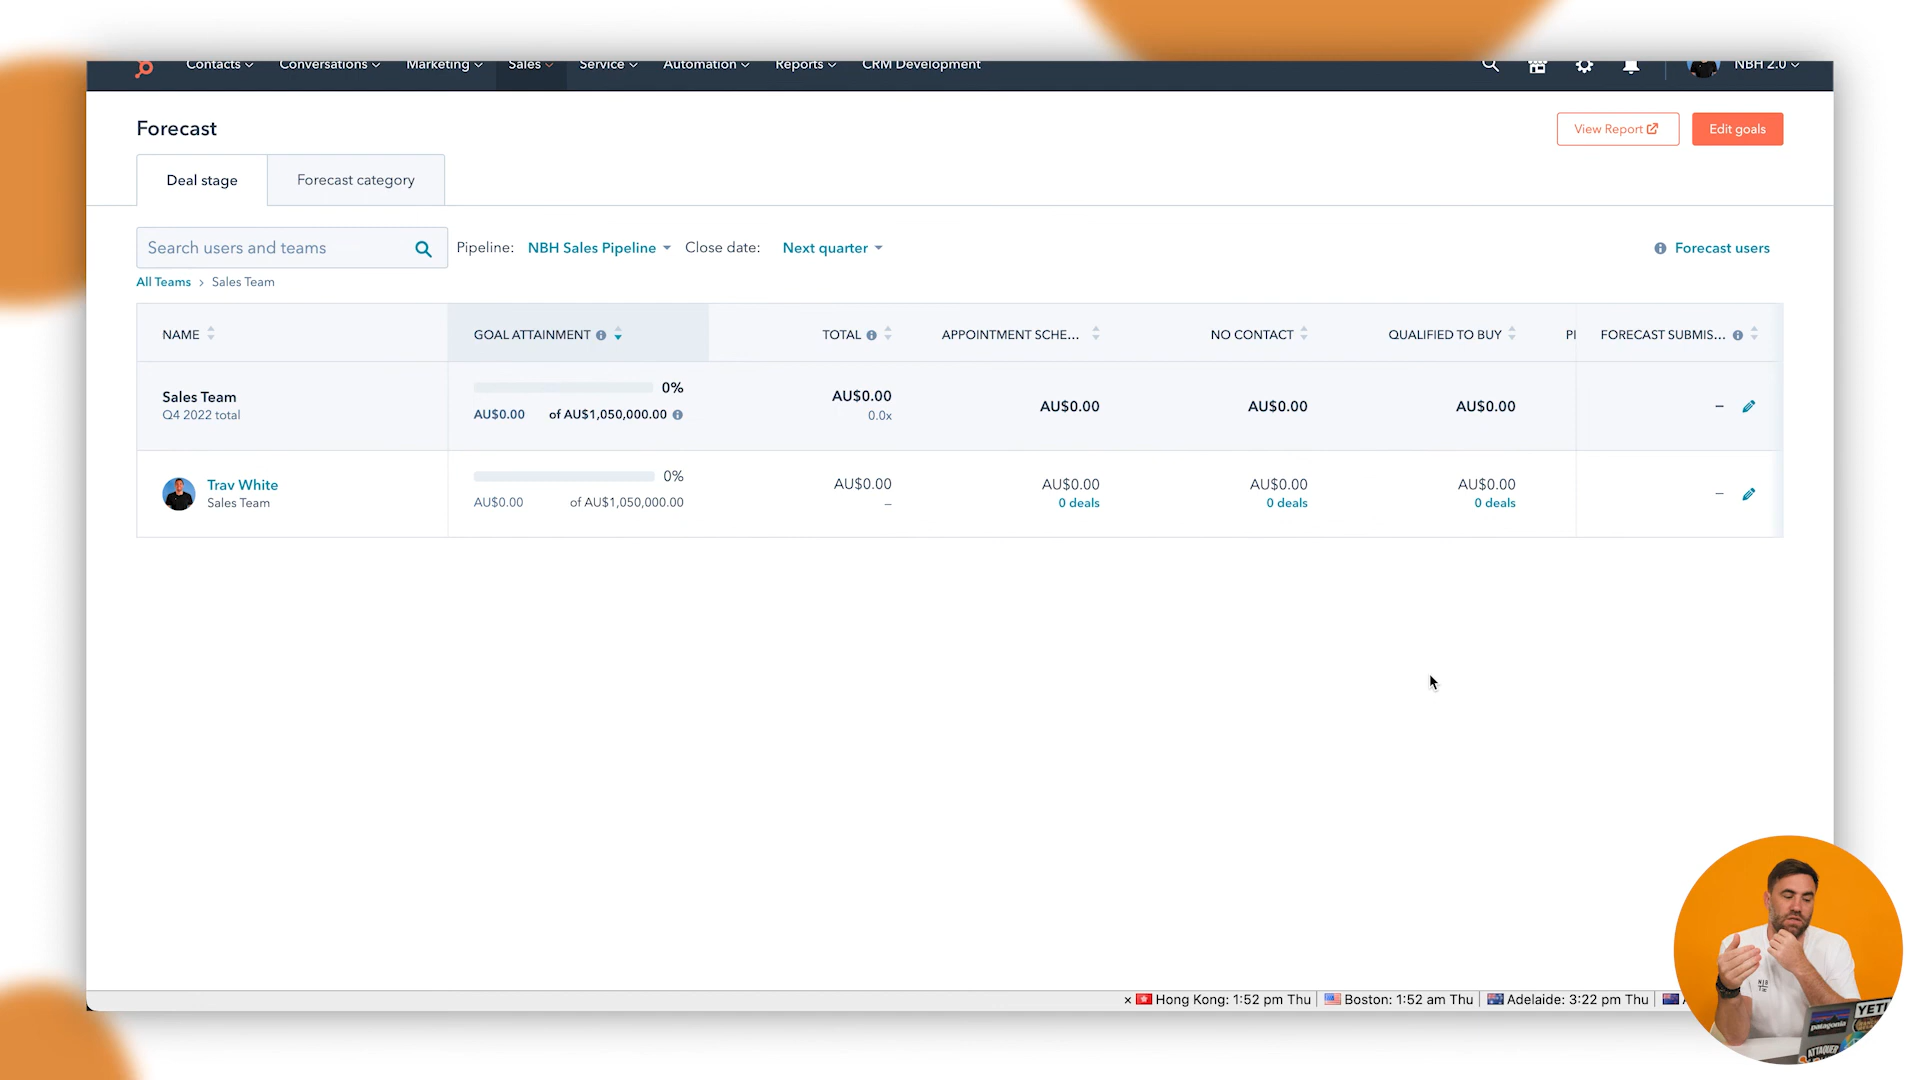 Contacts Conversations Marketing Sales Service Automation Reports CRM Development NBH 2.0
Forecast
View Report Edit goals
Deal stage Forecast category
Search users and teams Pipeline: NBH Sales Pipeline Close date: Next quarter Forecast users
All Teams > Sales Team
NAME GOAL ATTAINMENT TOTAL APPOINTMENT SCHE... NO CONTACT QUALIFIED TO BUY FORECAST SUBMIS...
Sales Team
Q4 2022 total
0%
AU$0.00 of AU$1,050,000.00
AU$0.00
0.0x
AU$0.00 AU$0.00 AU$0.00 –
Trav White
Sales Team
0%
AU$0.00 of AU$1,050,000.00
AU$0.00
–
AU$0.00
0 deals
AU$0.00
0 deals
AU$0.00
0 deals
–
× Hong Kong: 1:52 pm Thu Boston: 1:52 am Thu Adelaide: 3:22 pm Thu
YETI
patagonia
ATTAQUER